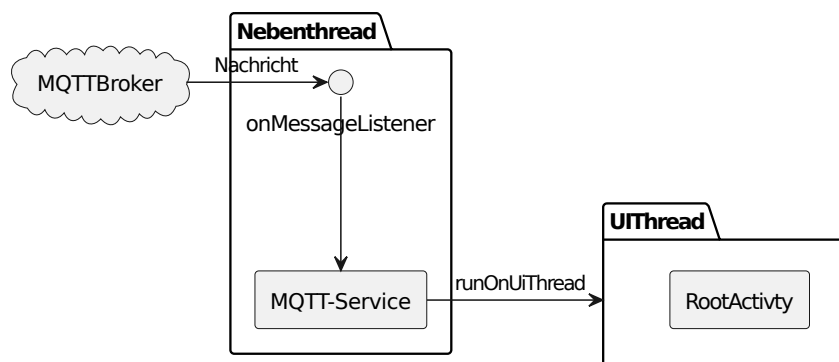 Nebenthread
MQTTBroker
Nachricht
onMessageListener
MQTT-Service
runOnUiThread
UIThread
RootActivty